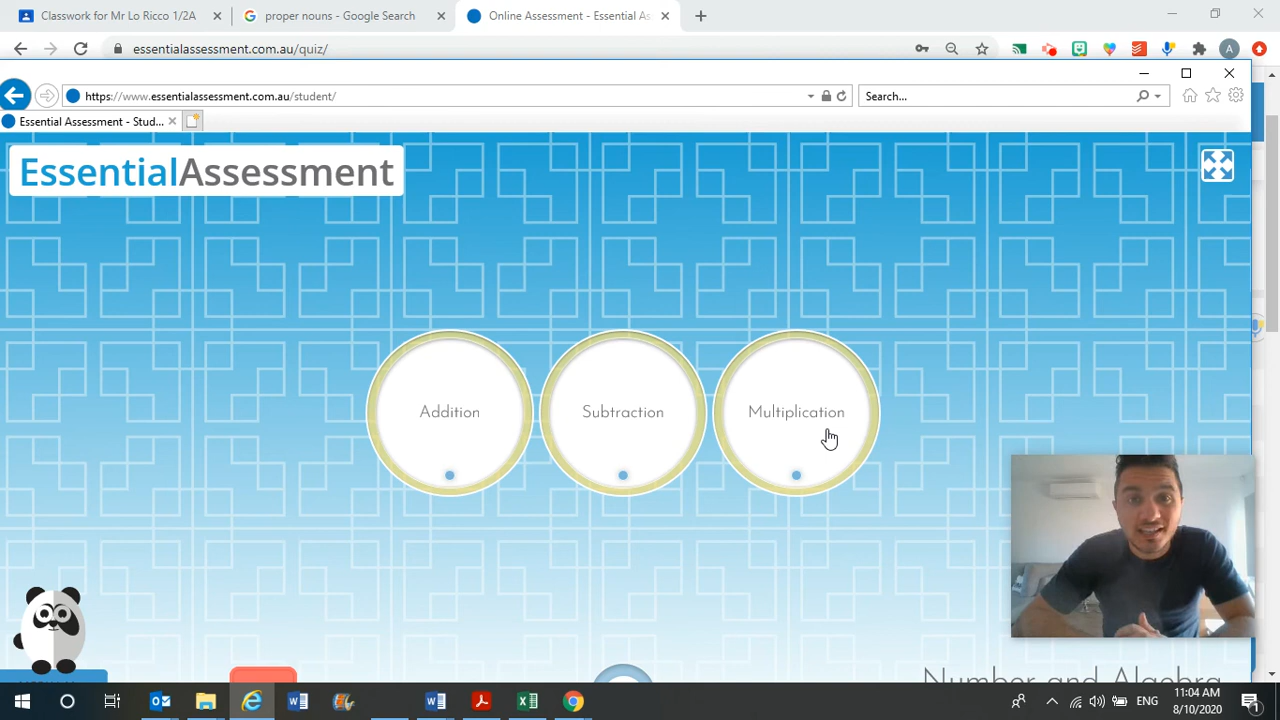 Classwork for Mr Lo Ricco 1/2A
proper nouns - Google Search
Online Assessment - Essential As
essentialassessment.com.au/quiz/
A
https://www.essentialassessment.com.au/student/
Search...
Essential Assessment - Stud...
EssentialAssessment
Addition
Subtraction
Multiplication
Number and Algebra
ENG
11:04 AM
8/10/2020
1